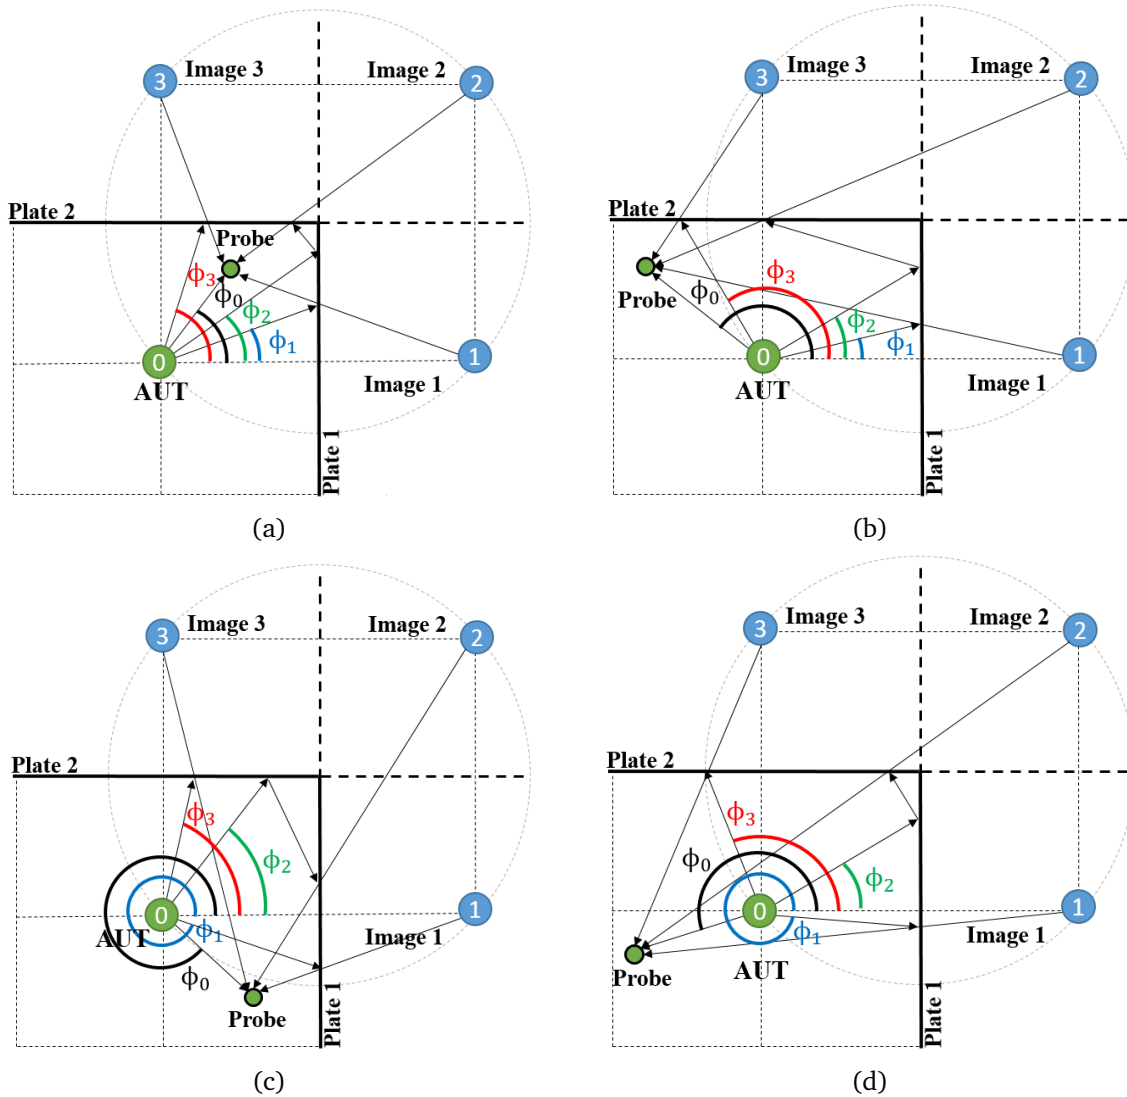 3 Image 3 Image 2 2
Plate 2
Probe
ϕ3
ϕ0
ϕ2
ϕ1
0 1
AUT Image 1
Plate 1
(a)
3 Image 3 Image 2 2
Plate 2
Probe
ϕ3
ϕ0
ϕ2
ϕ1
0 1
AUT Image 1
Plate 1
(b)
3 Image 3 Image 2 2
Plate 2
ϕ3
ϕ2
0 1
AUT ϕ1 Image 1
ϕ0
Probe
Plate 1
(c)
3 Image 3 Image 2 2
Plate 2
ϕ3
ϕ0
ϕ2
0 1
ϕ1 Image 1
Probe AUT
Plate 1
(d)